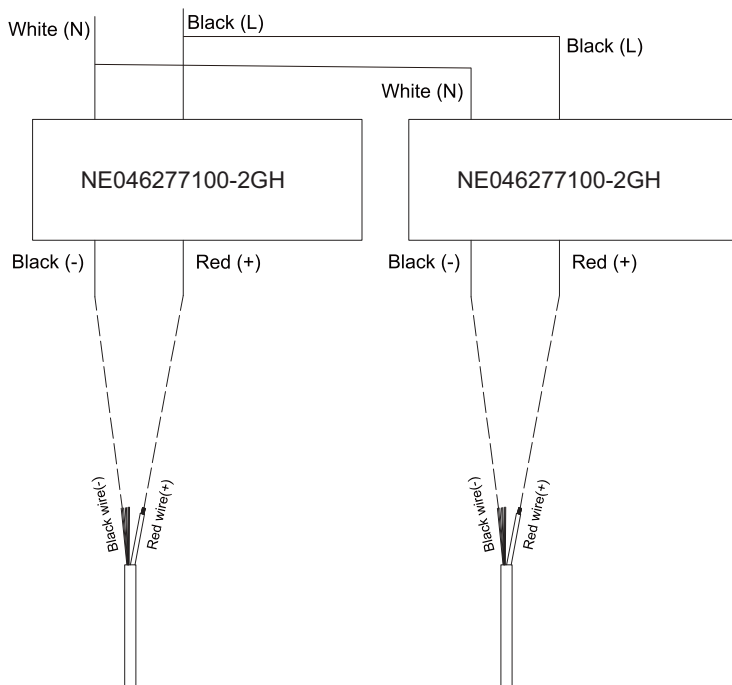 White (N)
Black (L)
Black (L)
White (N)
NE046277100-2GH
NE046277100-2GH
Black (-)
Red (+)
Black (-)
Red (+)
Black wire(-)
Red wire(+)
Black wire(-)
Red wire(+)